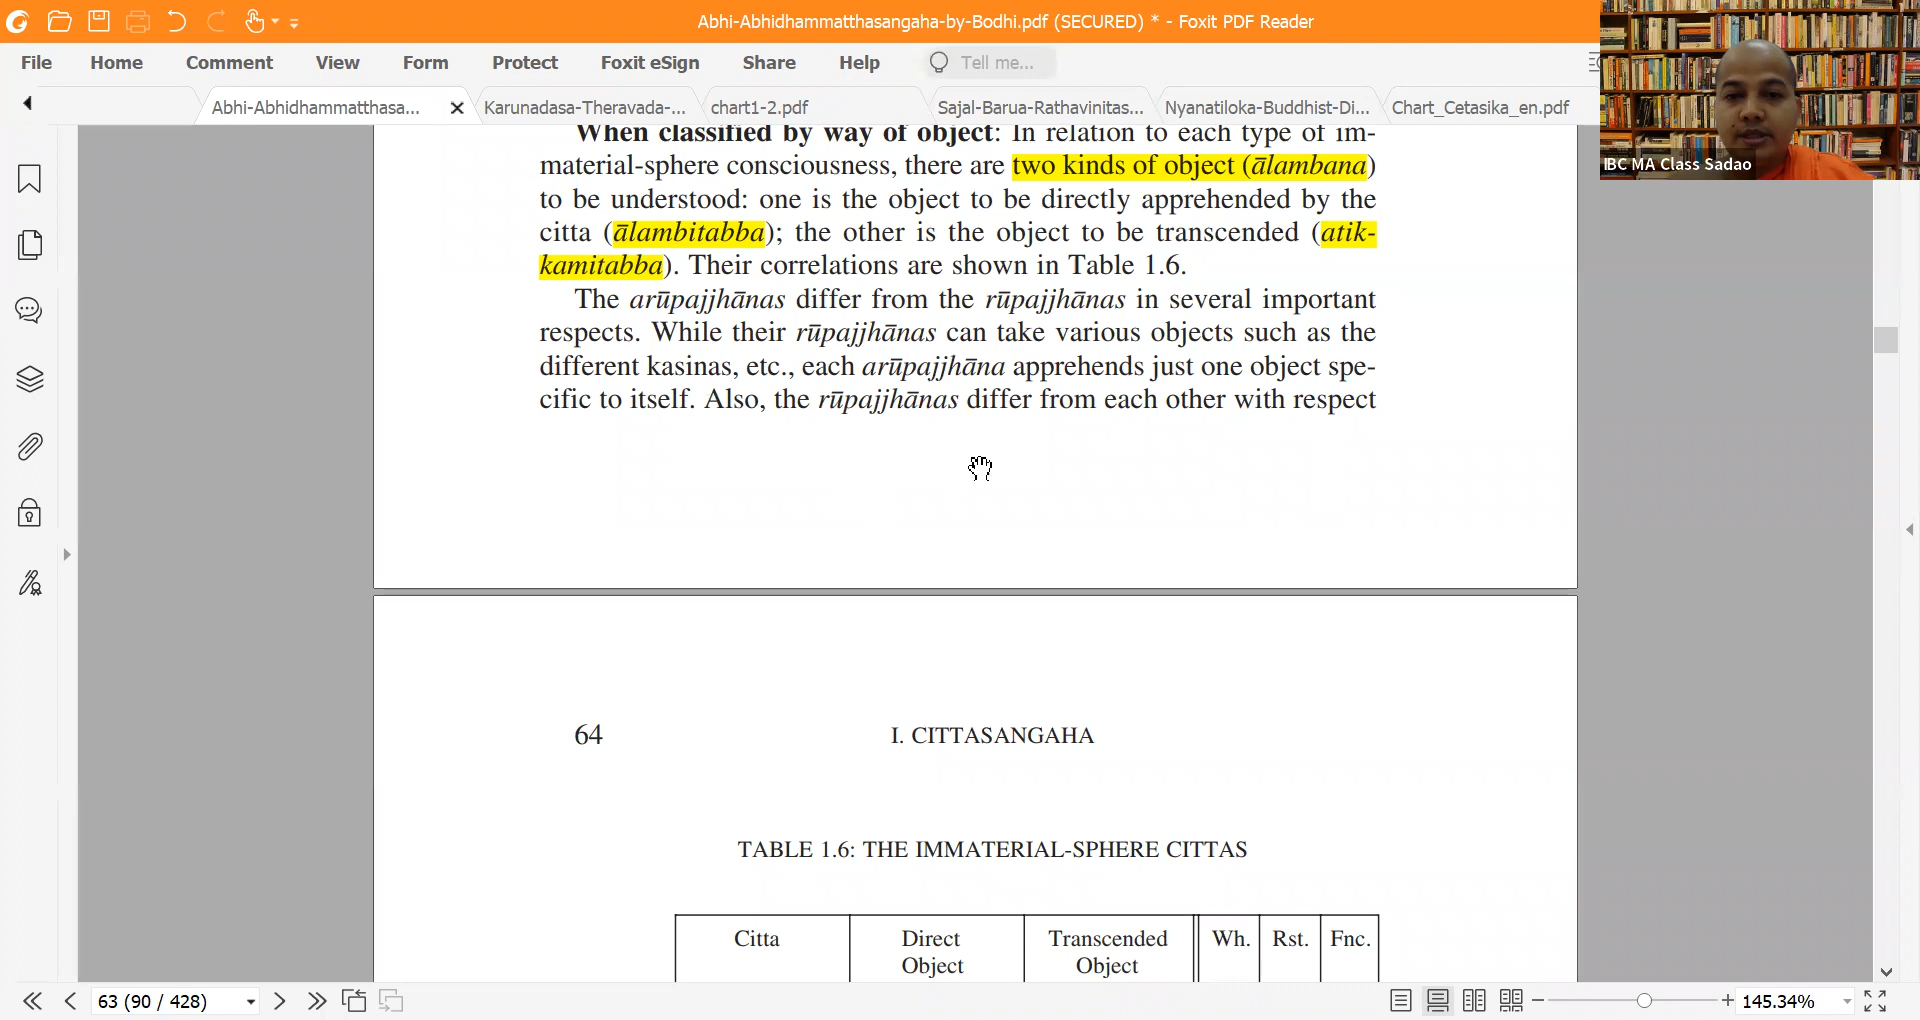 Abhi-Abhidhammatthasangaha-by-Bodhi.pdf (SECURED) * - Foxit PDF Reader
File Home Comment View Form Protect Foxit eSign Share Help Tell me...
Abhi-Abhidhammatthasa... Karunadasa-Theravada-... chart1-2.pdf Sajal-Barua-Rathavinitas... Nyanatiloka-Buddhist-Di... Chart_Cetasika_en.pdf
IBC MA Class Sadao
When classified by way of object: In relation to each type of im-
material-sphere consciousness, there are two kinds of object (ālambana)
to be understood: one is the object to be directly apprehended by the
citta (ālambitabba); the other is the object to be transcended (atik-
kamitabba). Their correlations are shown in Table 1.6.
The arūpajjhānas differ from the rūpajjhānas in several important
respects. While their rūpajjhānas can take various objects such as the
different kasinas, etc., each arūpajjhāna apprehends just one object spe-
cific to itself. Also, the rūpajjhānas differ from each other with respect
64 I. CITTASANGAHA
TABLE 1.6: THE IMMATERIAL-SPHERE CITTAS
Citta Direct Transcended Wh. Rst. Fnc.
Object Object
63 (90 / 428) 145.34%